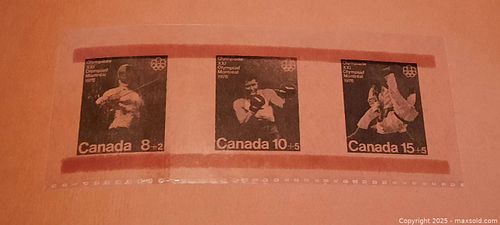 Olympiade
XXI
Olympiad
Montréal
1976
Canada 8+2
Olympiade
XXI
Olympiad
Montréal
1976
Canada 10+5
Olympiade
XXI
Olympiad
Montréal
1976
Canada 15+5
Copyright 2025 - maxsold.com